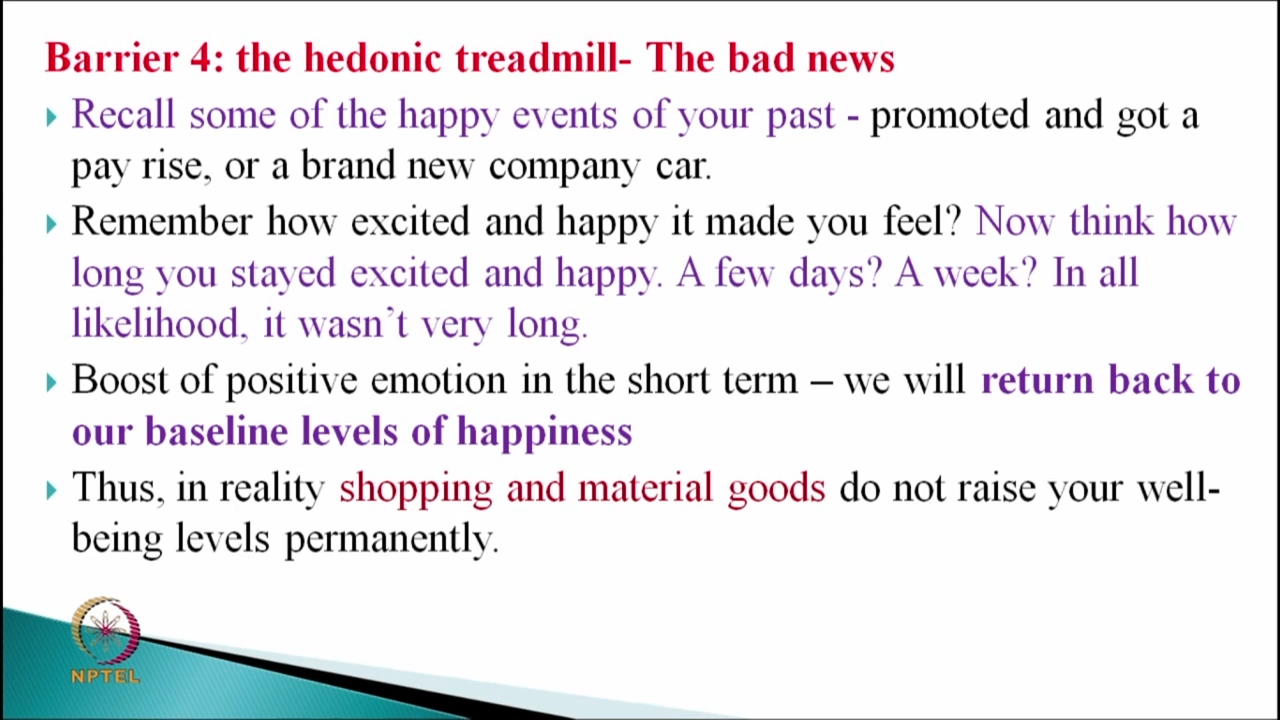 Barrier 4: the hedonic treadmill- The bad news
Recall some of the happy events of your past - promoted and got a
pay rise, or a brand new company car.
Remember how excited and happy it made you feel? Now think how
long you stayed excited and happy. A few days? A week? In all
likelihood, it wasn’t very long.
Boost of positive emotion in the short term – we will return back to
our baseline levels of happiness
Thus, in reality shopping and material goods do not raise your well-
being levels permanently.
NPTEL